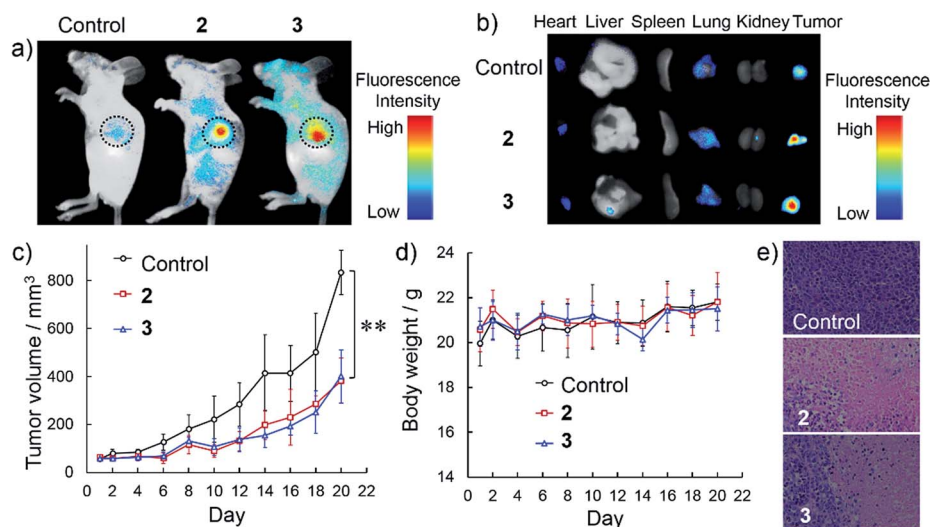 a)
Control 2 3
Fluorescence
Intensity
High
Low
b)
Heart Liver Spleen Lung Kidney Tumor
Control
2
3
Fluorescence
Intensity
High
Low
c)
Tumor volume / mm³
800
600
400
200
0
0 2 4 6 8 10 12 14 16 18 20 22
Day
Control
2
3
**
d)
Body weight / g
24
22
20
18
16
14
0 2 4 6 8 10 12 14 16 18 20 22
Day
Control
2
3
e)
Control
2
3